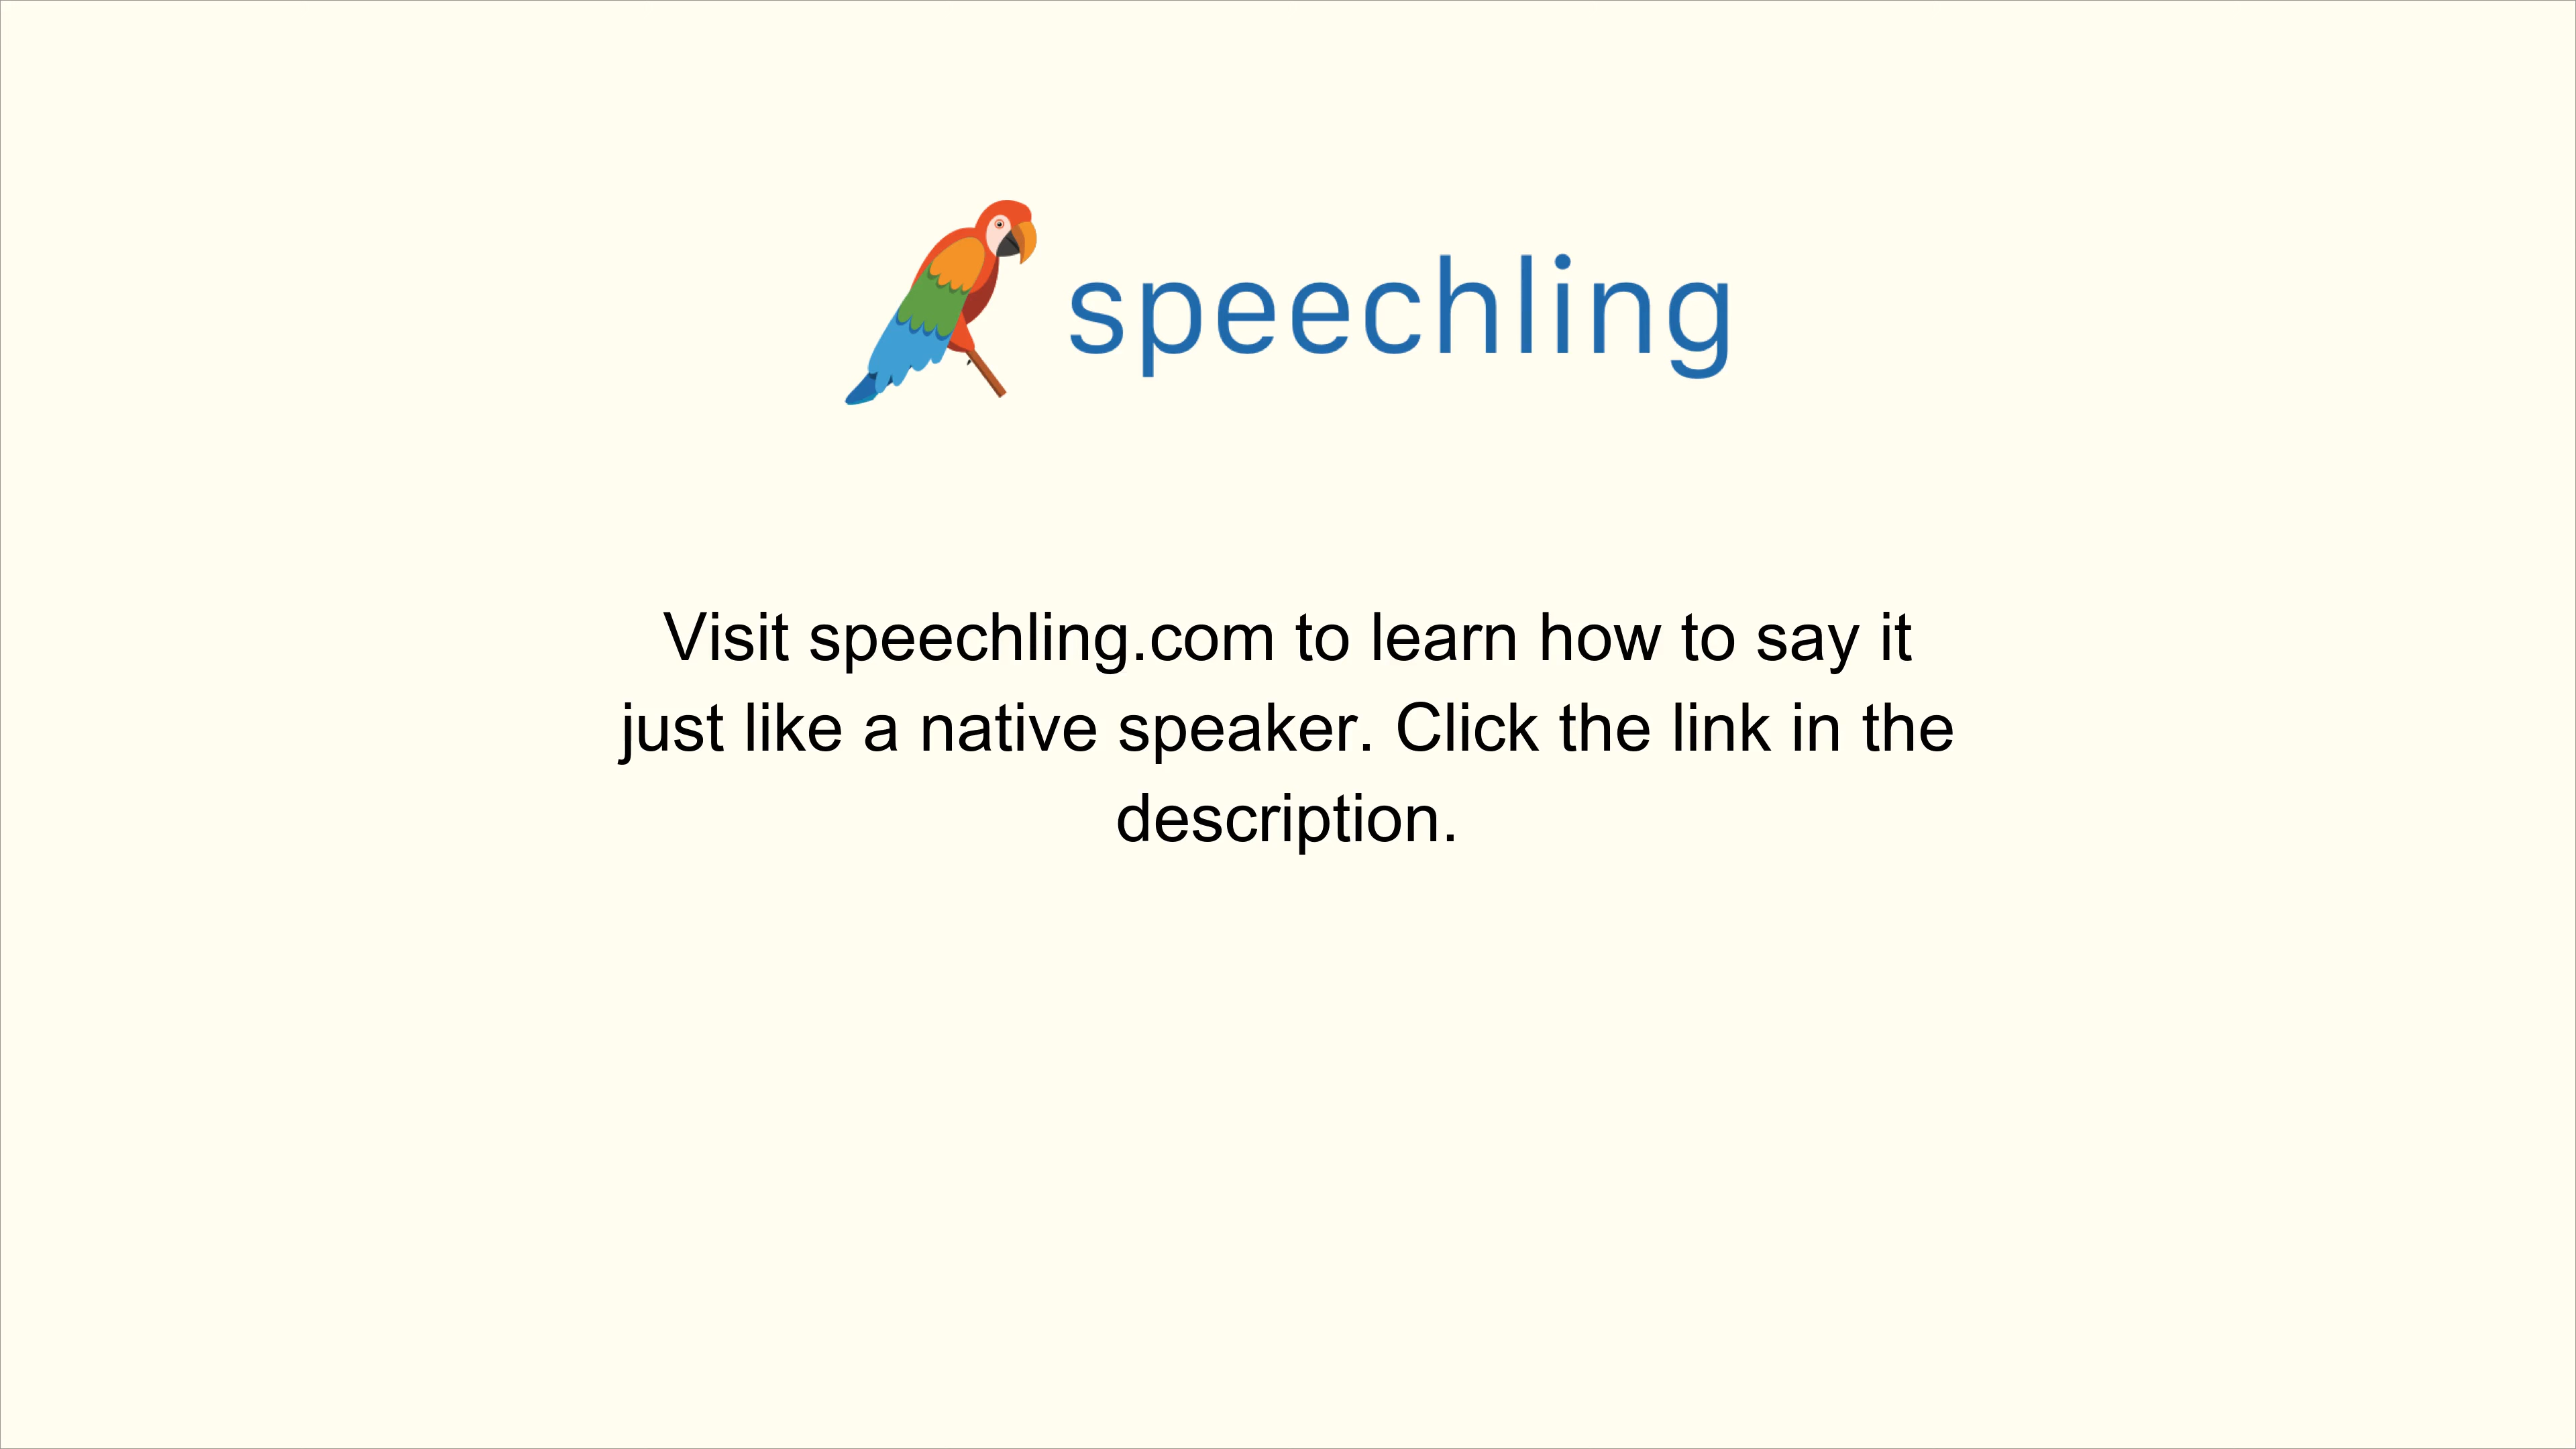 speechling
Visit speechling.com to learn how to say it
just like a native speaker. Click the link in the
description.